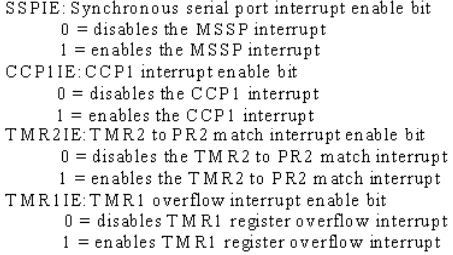 SSPIE: Synchronous serial port interrupt enable bit
0 = disables the MSSP interrupt
1 = enables the MSSP interrupt
CCP1IE: CCP1 interrupt enable bit
0 = disables the CCP1 interrupt
1 = enables the CCP1 interrupt
TMR2IE: TMR2 to PR2 match interrupt enable bit
0 = disables the TMR2 to PR2 match interrupt
1 = enables the TMR2 to PR2 match interrupt
TMR1IE: TMR1 overflow interrupt enable bit
0 = disables TMR1 register overflow interrupt
1 = enables TMR1 register overflow interrupt